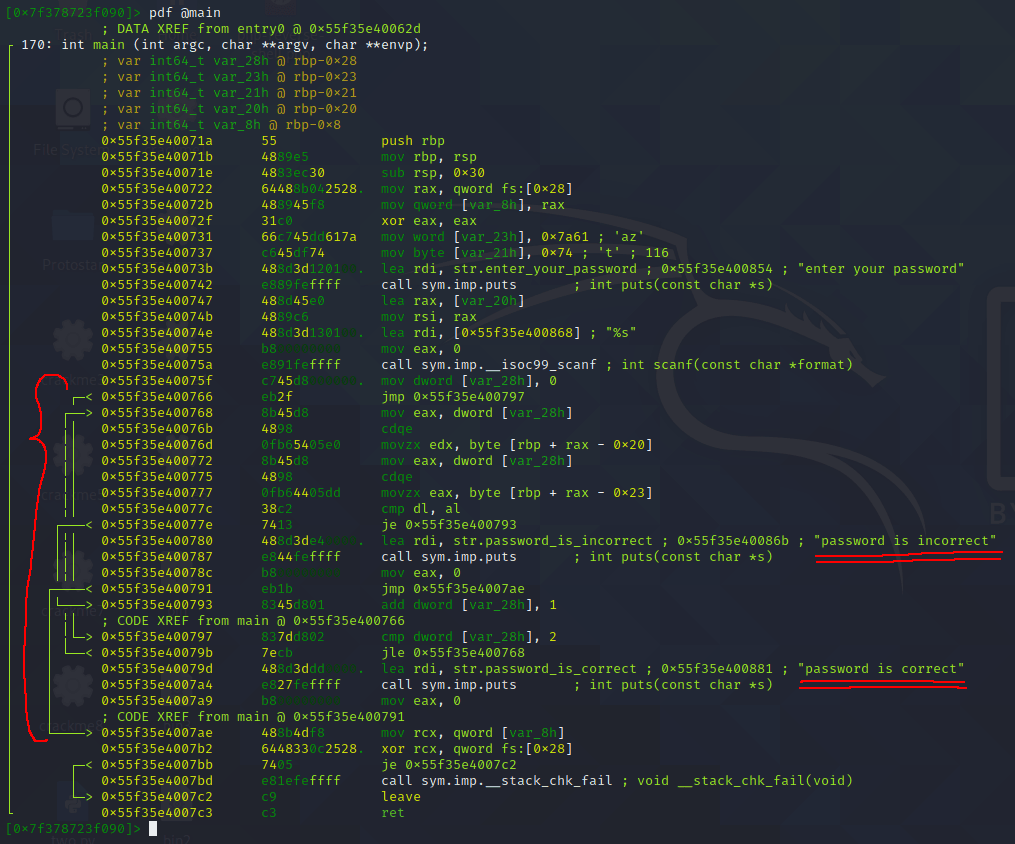 [0×7f378723f090]> pdf @main
; DATA XREF from entry0 @ 0×55f35e40062d
170: int main (int argc, char **argv, char **envp);
; var int64_t var_28h @ rbp-0×28
; var int64_t var_23h @ rbp-0×23
; var int64_t var_21h @ rbp-0×21
; var int64_t var_20h @ rbp-0×20
; var int64_t var_8h @ rbp-0×8
0×55f35e40071a 55 push rbp
0×55f35e40071b 4889e5 mov rbp, rsp
0×55f35e40071e 4883ec30 sub rsp, 0×30
0×55f35e400722 64488b042528. mov rax, qword fs:[0×28]
0×55f35e40072b 488945f8 mov qword [var_8h], rax
0×55f35e40072f 31c0 xor eax, eax
0×55f35e400731 66c745dd617a mov word [var_23h], 0×7a61 ; 'az'
0×55f35e400737 c645df74 mov byte [var_21h], 0×74 ; 't' ; 116
0×55f35e40073b 488d3d1201 . lea rdi, str.enter_your_password ; 0×55f35e400854 ; "enter your password"
0×55f35e400742 e889feffff call sym.imp.puts ; int puts(const char *s)
0×55f35e400747 488d45e0 lea rax, [var_20h]
0×55f35e40074b 4889c6 mov rsi, rax
0×55f35e40074e 488d3d1301 . lea rdi, [0×55f35e400868] ; "%s"
0×55f35e400755 b8 mov eax, 0
0×55f35e40075a e891feffff call sym.imp.__isoc99_scanf ; int scanf(const char *format)
0×55f35e40075f c745d8 . mov dword [var_28h], 0
< 0×55f35e400766 eb2f jmp 0×55f35e400797
> 0×55f35e400768 8b45d8 mov eax, dword [var_28h]
0×55f35e40076b 4898 cdqe
0×55f35e40076d 0fb65405e0 movzx edx, byte [rbp + rax - 0×20]
0×55f35e400772 8b45d8 mov eax, dword [var_28h]
0×55f35e400775 4898 cdqe
0×55f35e400777 0fb64405dd movzx eax, byte [rbp + rax - 0×23]
0×55f35e40077c 38c2 cmp dl, al
< 0×55f35e40077e 7413 je 0×55f35e400793
0×55f35e400780 488d3de4 . lea rdi, str.password_is_incorrect ; 0×55f35e40086b ; "password is incorrect"
0×55f35e400787 e844feffff call sym.imp.puts ; int puts(const char *s)
0×55f35e40078c b8 mov eax, 0
< 0×55f35e400791 eb1b jmp 0×55f35e4007ae
> 0×55f35e400793 8345d801 add dword [var_28h], 1
; CODE XREF from main @ 0×55f35e400766
> 0×55f35e400797 837dd802 cmp dword [var_28h], 2
< 0×55f35e40079b 7ecb jle 0×55f35e400768
0×55f35e40079d 488d3ddd . lea rdi, str.password_is_correct ; 0×55f35e400881 ; "password is correct"
0×55f35e4007a4 e827feffff call sym.imp.puts ; int puts(const char *s)
0×55f35e4007a9 b8 mov eax, 0
; CODE XREF from main @ 0×55f35e400791
> 0×55f35e4007ae 488b4df8 mov rcx, qword [var_8h]
0×55f35e4007b2 6448330c2528. xor rcx, qword fs:[0×28]
< 0×55f35e4007bb 7405 je 0×55f35e4007c2
0×55f35e4007bd e81efeffff call sym.imp.__stack_chk_fail ; void __stack_chk_fail(void)
> 0×55f35e4007c2 c9 leave
0×55f35e4007c3 c3 ret
[0×7f378723f090]>